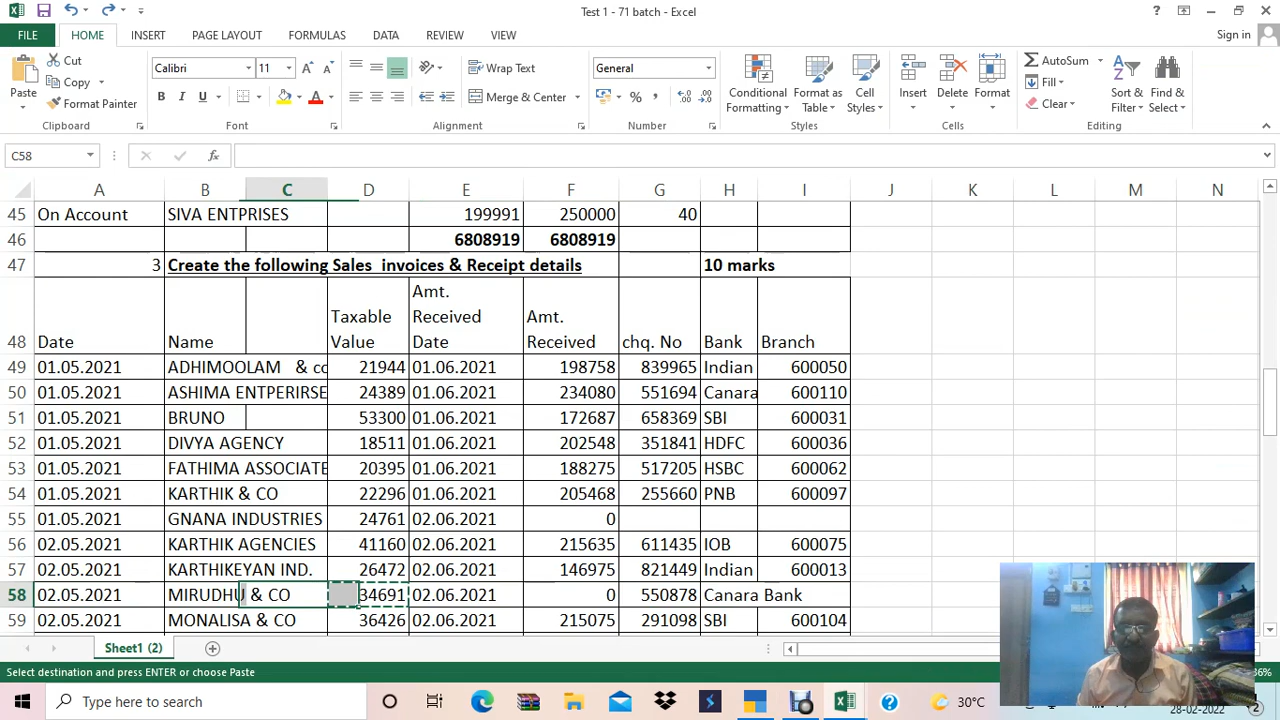 Test 1 - 71 batch - Excel
?
FILE HOME INSERT PAGE LAYOUT FORMULAS DATA REVIEW VIEW Sign in
Paste Cut Copy Format Painter
Calibri 11 A A
B I U A
Wrap Text
Merge & Center
General
% ,
Conditional Formatting Format as Table Cell Styles
Insert Delete Format
AutoSum Fill Clear
Sort & Filter Find & Select
Clipboard Font Alignment Number Styles Cells Editing
C58 fx
A B C D E F G H I J K L M N
45 On Account SIVA ENTPRISES 199991 250000 40
46 6808919 6808919
47 3 Create the following Sales invoices & Receipt details 10 marks
48 Date Name Taxable Value Amt. Received Date Amt. Received chq. No Bank Branch
49 01.05.2021 ADHIMOOLAM & co 21944 01.06.2021 198758 839965 Indian 600050
50 01.05.2021 ASHIMA ENTPERIRSE 24389 01.06.2021 234080 551694 Canara 600110
51 01.05.2021 BRUNO 53300 01.06.2021 172687 658369 SBI 600031
52 01.05.2021 DIVYA AGENCY 18511 01.06.2021 202548 351841 HDFC 600036
53 01.05.2021 FATHIMA ASSOCIATE 20395 01.06.2021 188275 517205 HSBC 600062
54 01.05.2021 KARTHIK & CO 22296 01.06.2021 205468 255660 PNB 600097
55 01.05.2021 GNANA INDUSTRIES 24761 02.06.2021 0
56 02.05.2021 KARTHIK AGENCIES 41160 02.06.2021 215635 611435 IOB 600075
57 02.05.2021 KARTHIKEYAN IND. 26472 02.06.2021 146975 821449 Indian 600013
58 02.05.2021 MIRUDHU & CO 34691 02.06.2021 0 550878 Canara Bank
59 02.05.2021 MONALISA & CO 36426 02.06.2021 215075 291098 SBI 600104
Sheet1 (2)
Select destination and press ENTER or choose Paste
Type here to search
30°C
28-02-2022